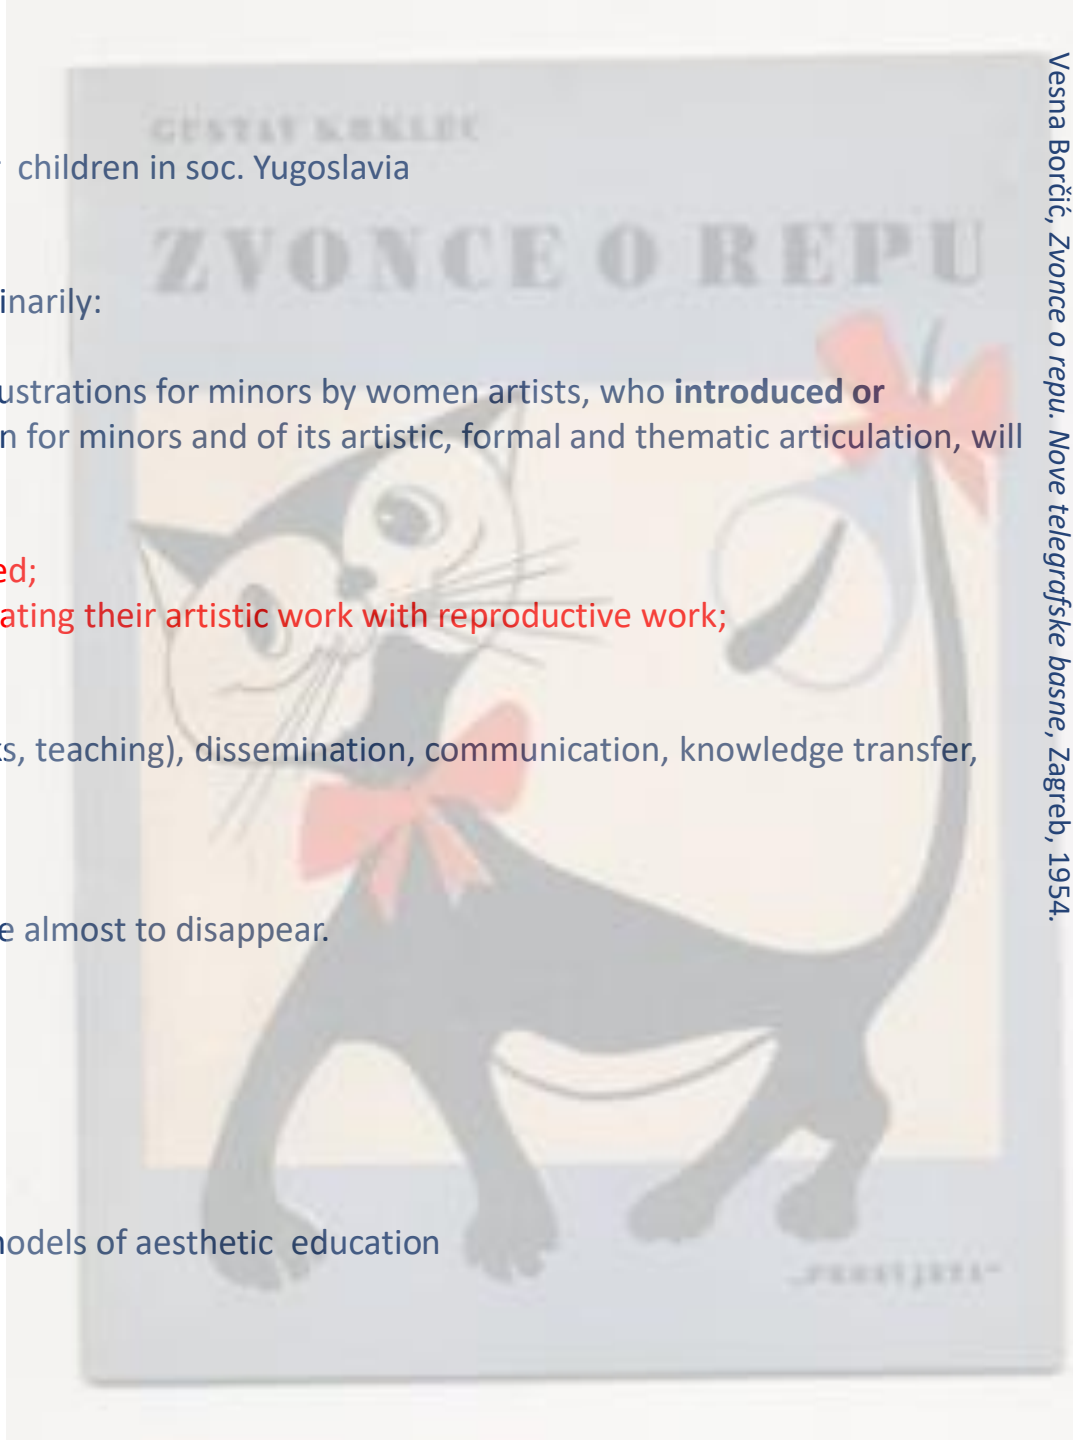 GUSTAV KRKLEC
children in soc. Yugoslavia
ZVONCE O REPU
inarily:
ustrations for minors by women artists, who introduced or
n for minors and of its artistic, formal and thematic articulation, will
ed;
ating their artistic work with reproductive work;
s, teaching), dissemination, communication, knowledge transfer,
e almost to disappear.
odels of aesthetic education
„PROSVJETA“
Vesna Borčić, Zvonce o repu. Nove telegrafske basne, Zagreb, 1954.